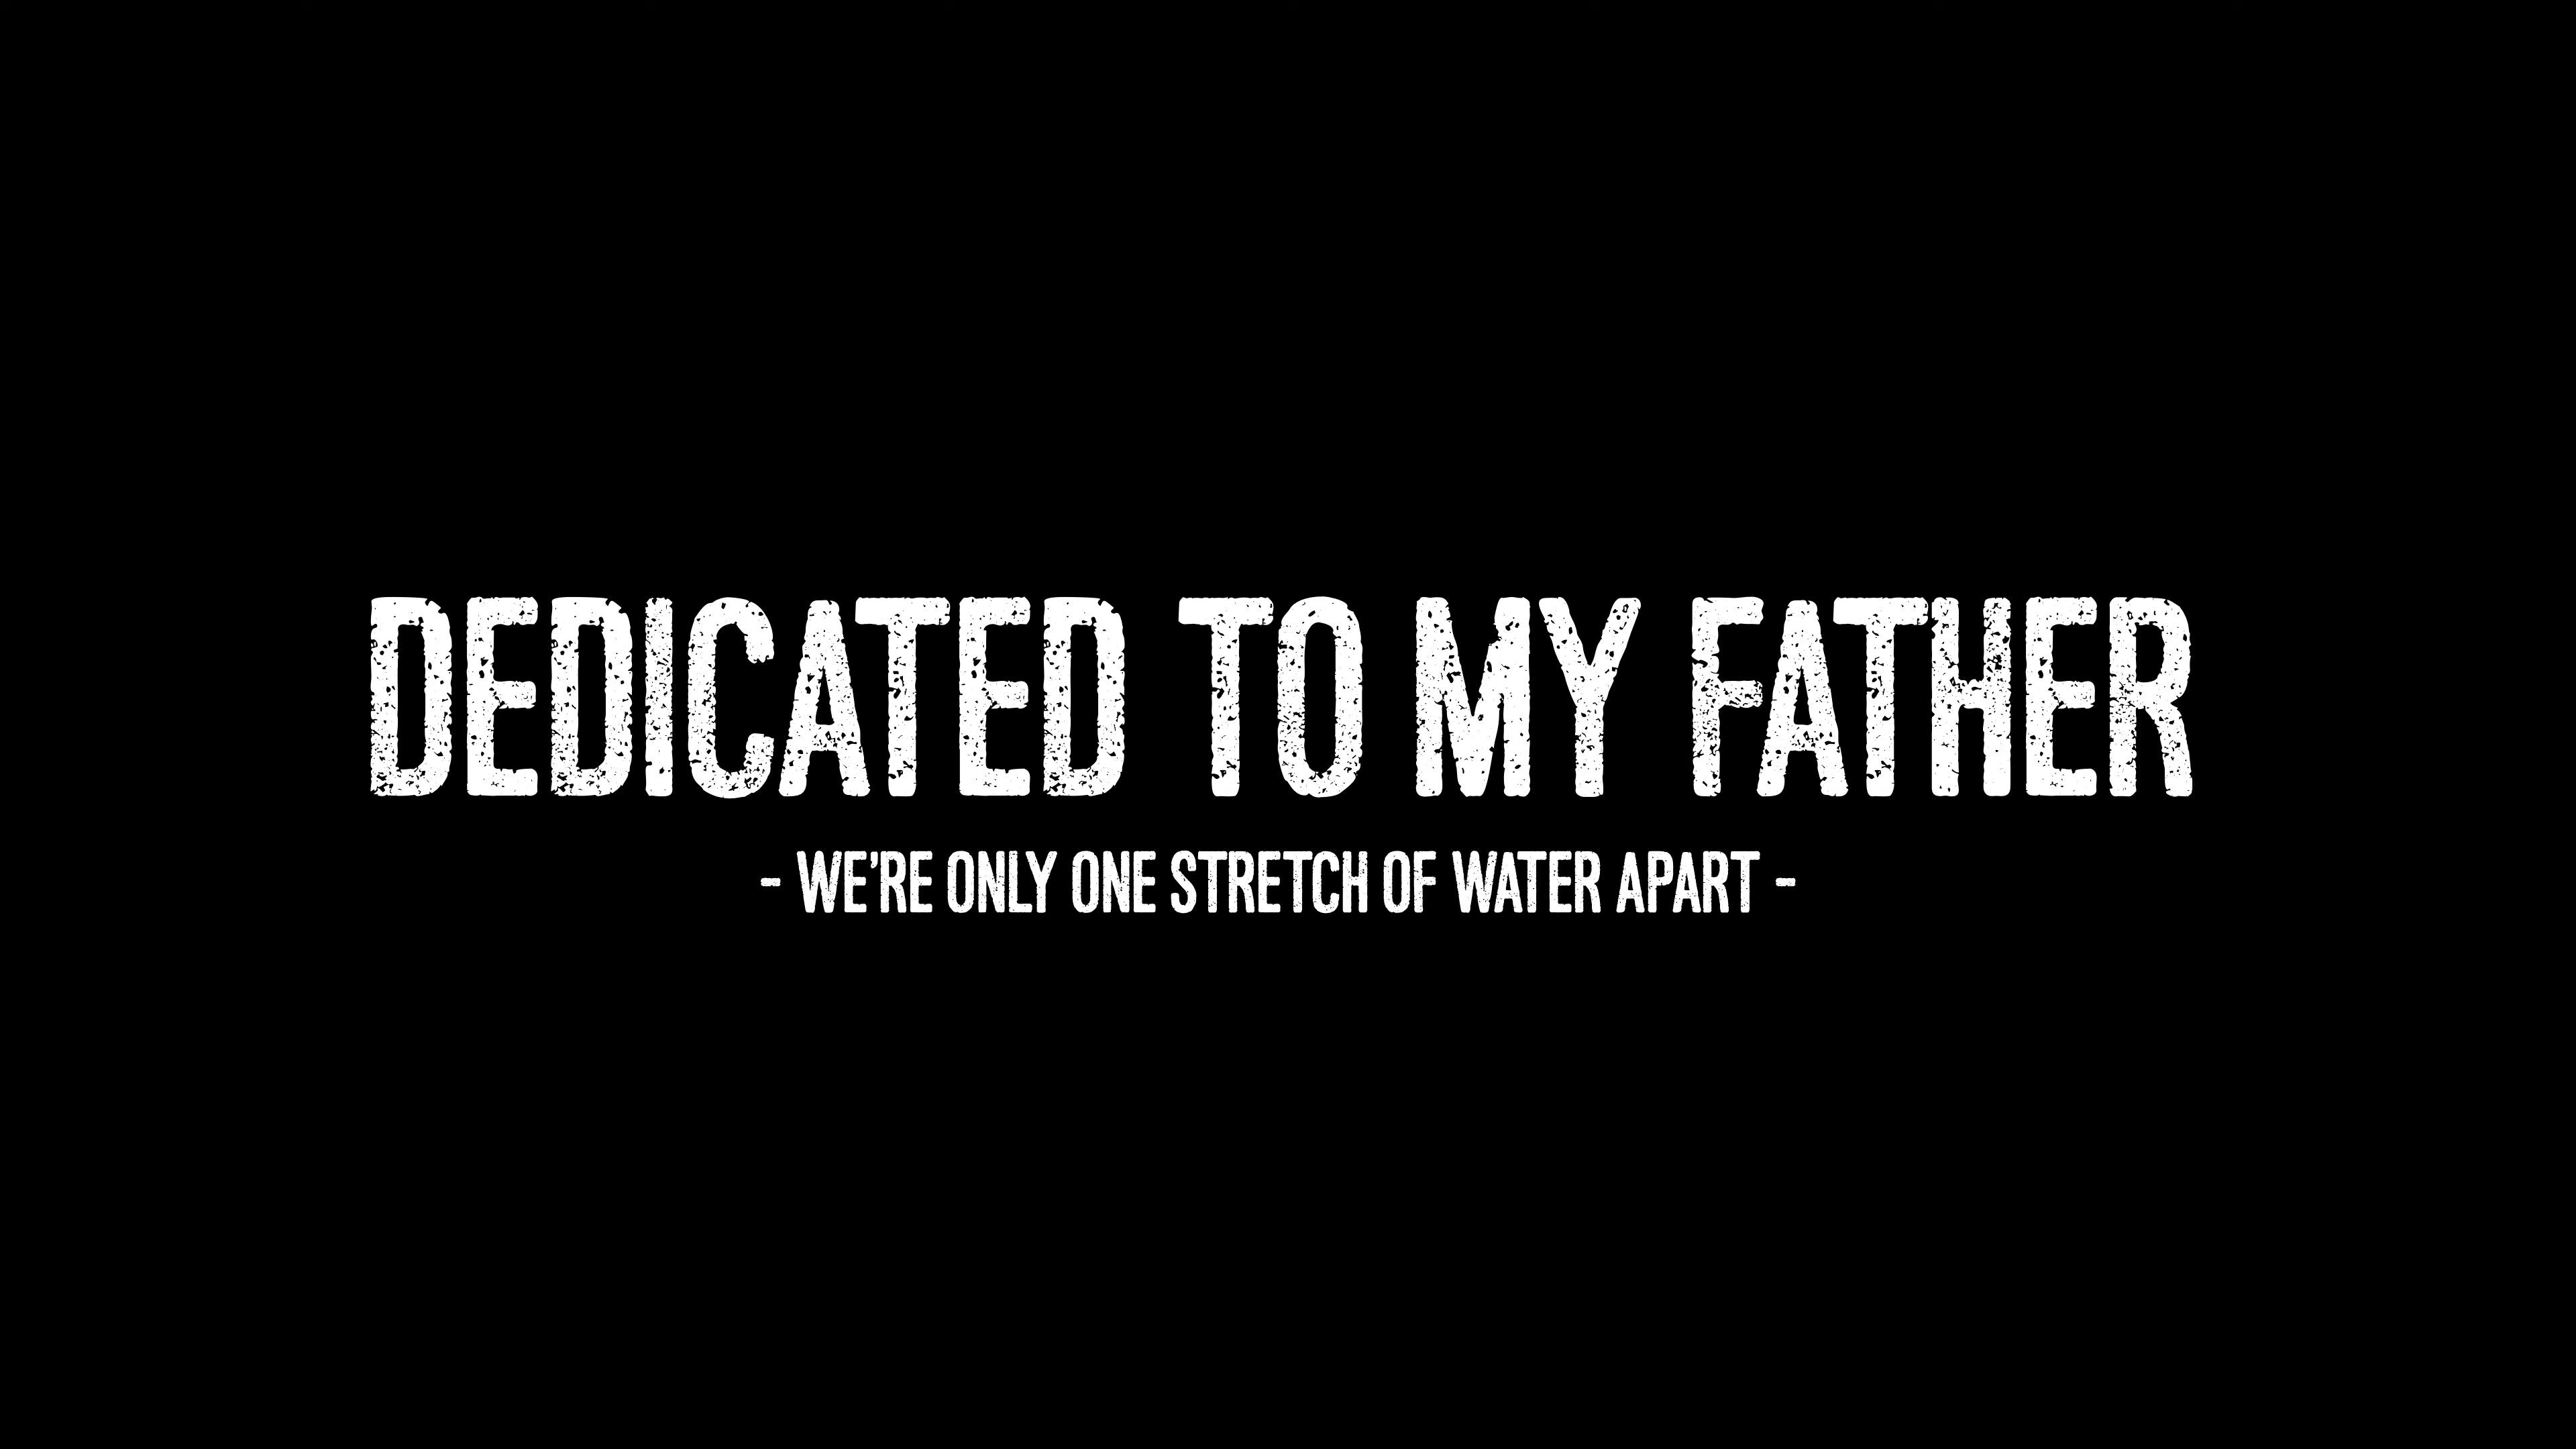 DEDICATED TO MY FATHER
- WE'RE ONLY ONE STRETCH OF WATER APART -